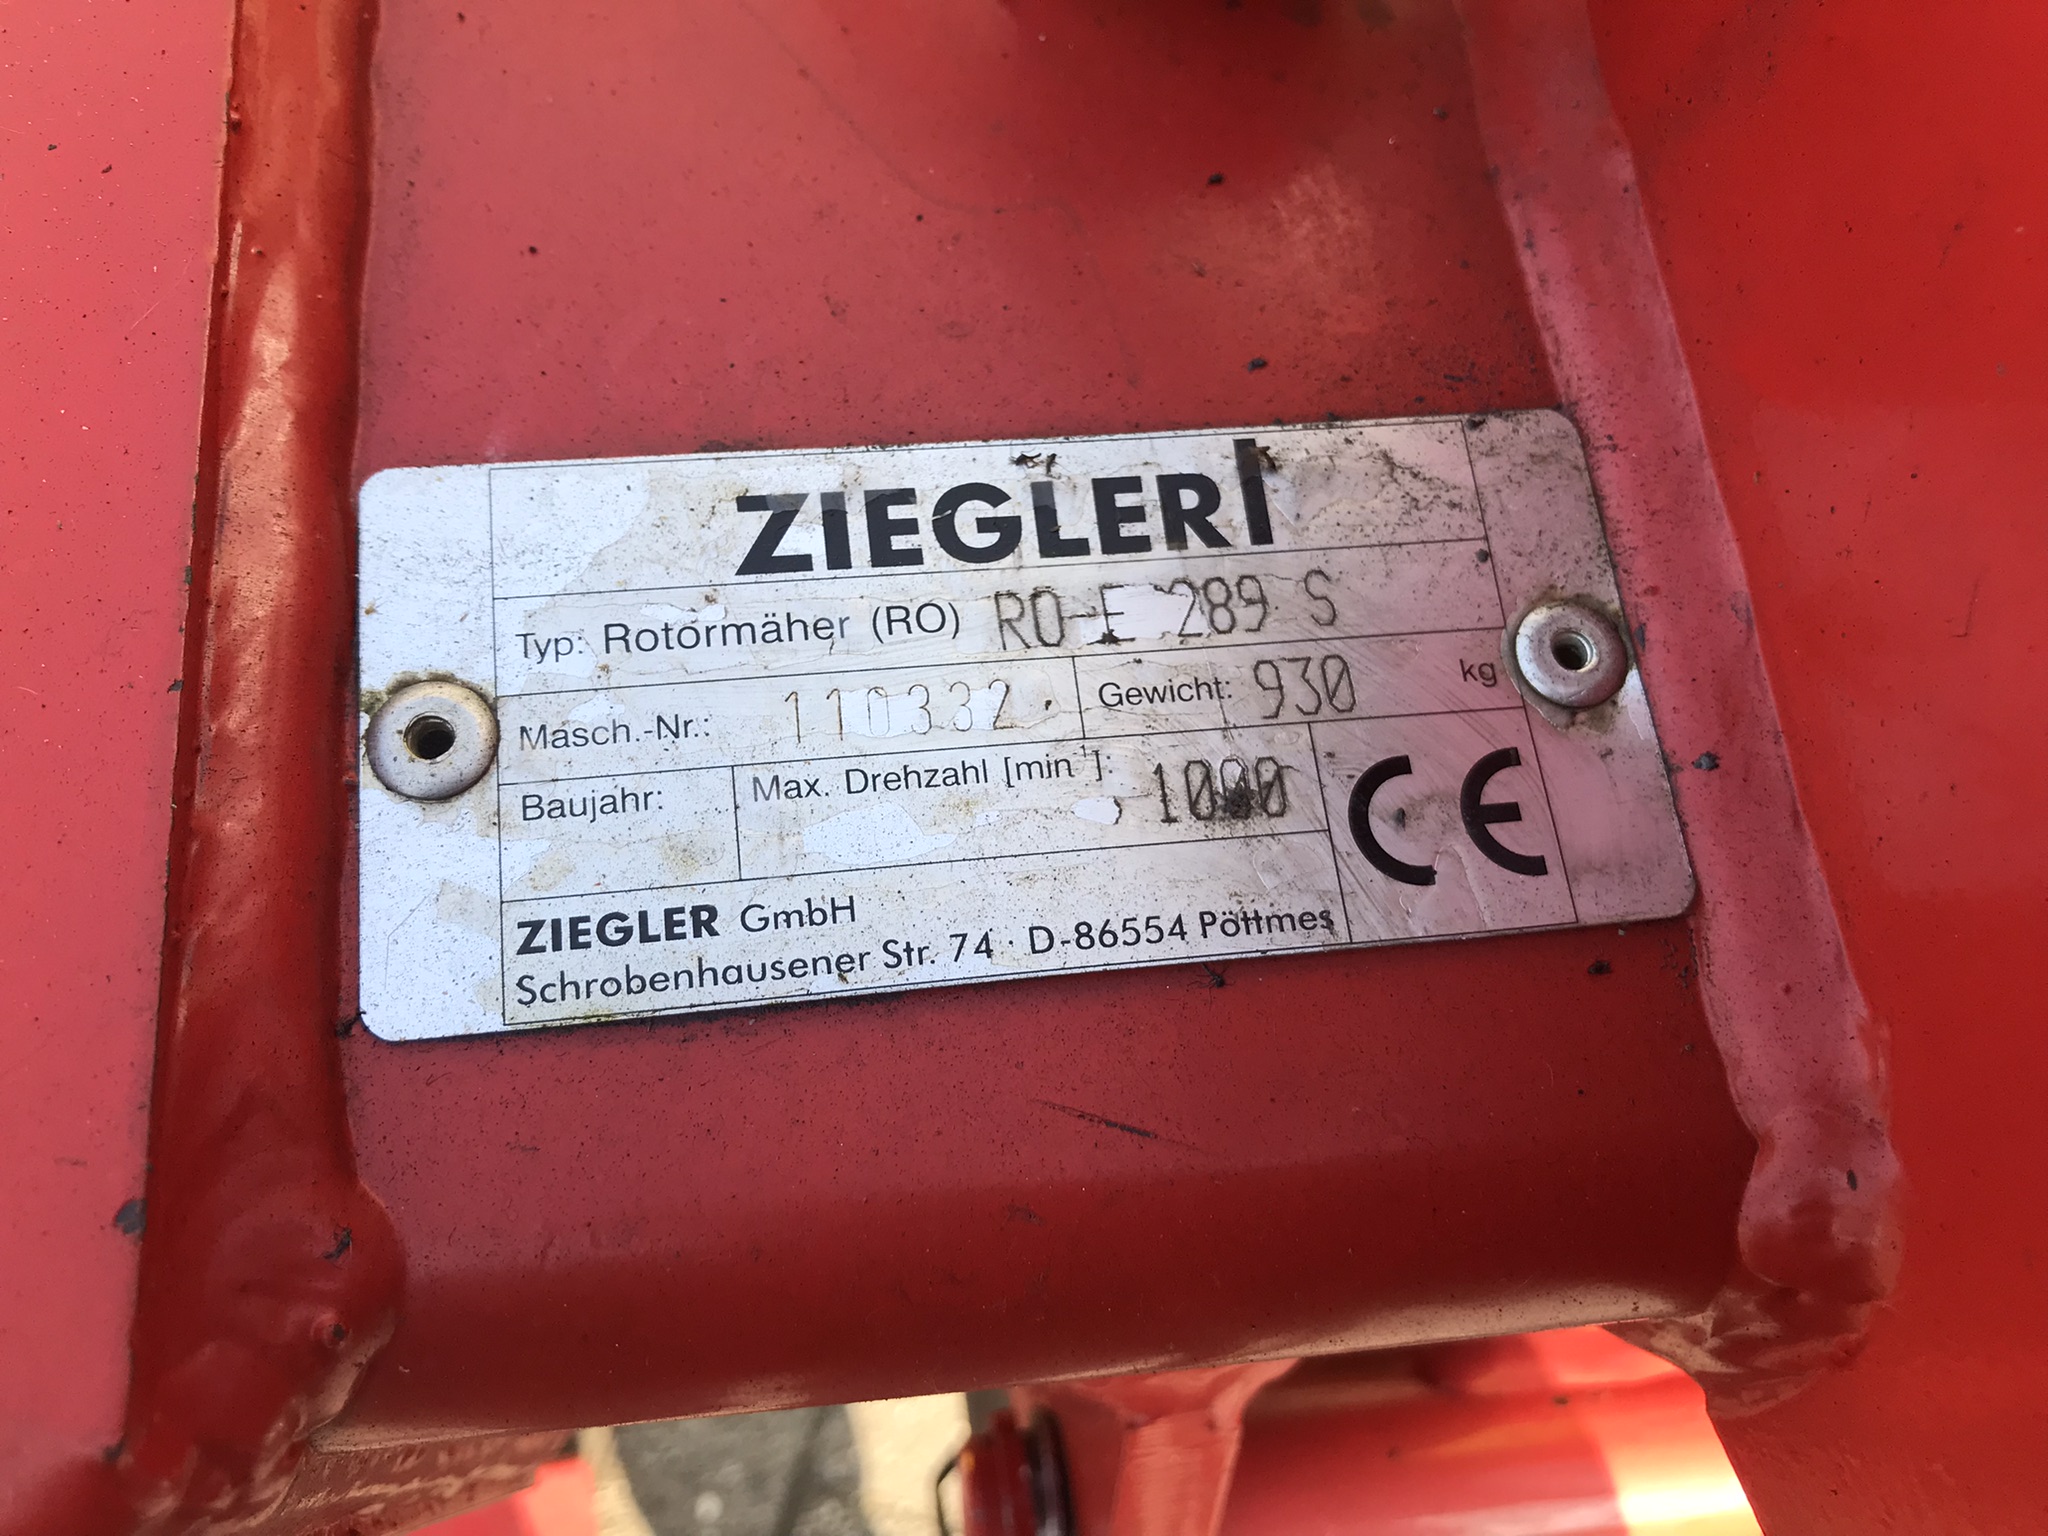 ZIEGLER
Typ: Rotormäher (RO) RO-E 289 S
Masch.-Nr.: 110332 Gewicht: 930 kg
Baujahr: Max. Drehzahl [min⁻¹]: 1000
CE
ZIEGLER GmbH
Schrobenhausener Str. 74 · D-86554 Pöttmes